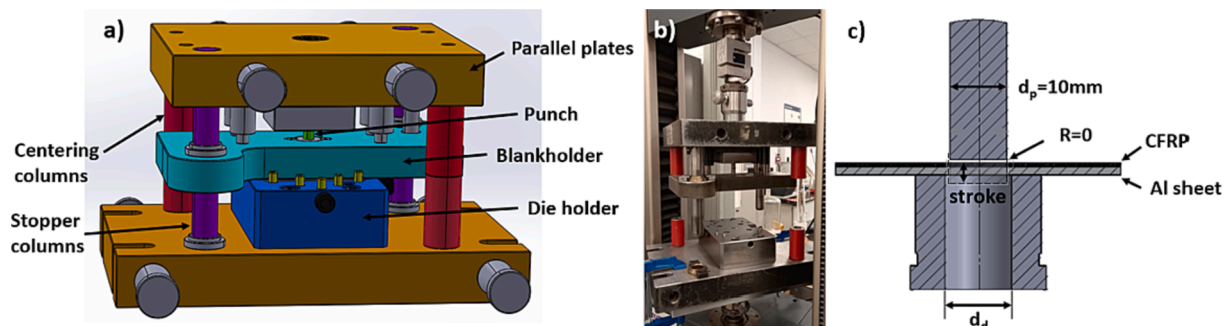 a)
Parallel plates
Punch
Centering
columns
Blankholder
Stopper
columns
Die holder
b)
c)
dp=10mm
R=0
CFRP
Al sheet
stroke
dd